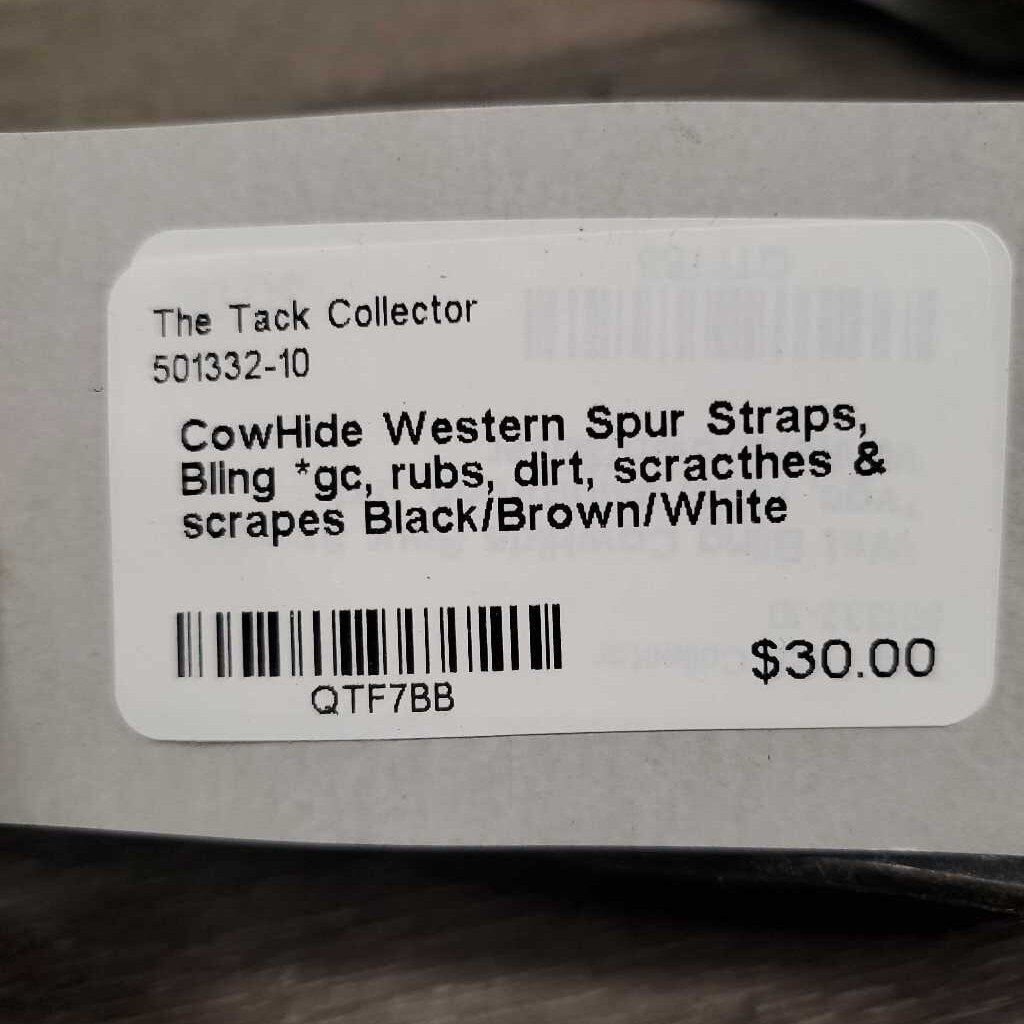 The Tack Collector
501332-10
CowHide Western Spur Straps,
Bling *gc, rubs, dirt, scracthes &
scrapes Black/Brown/White
QTF7BB
$30.00